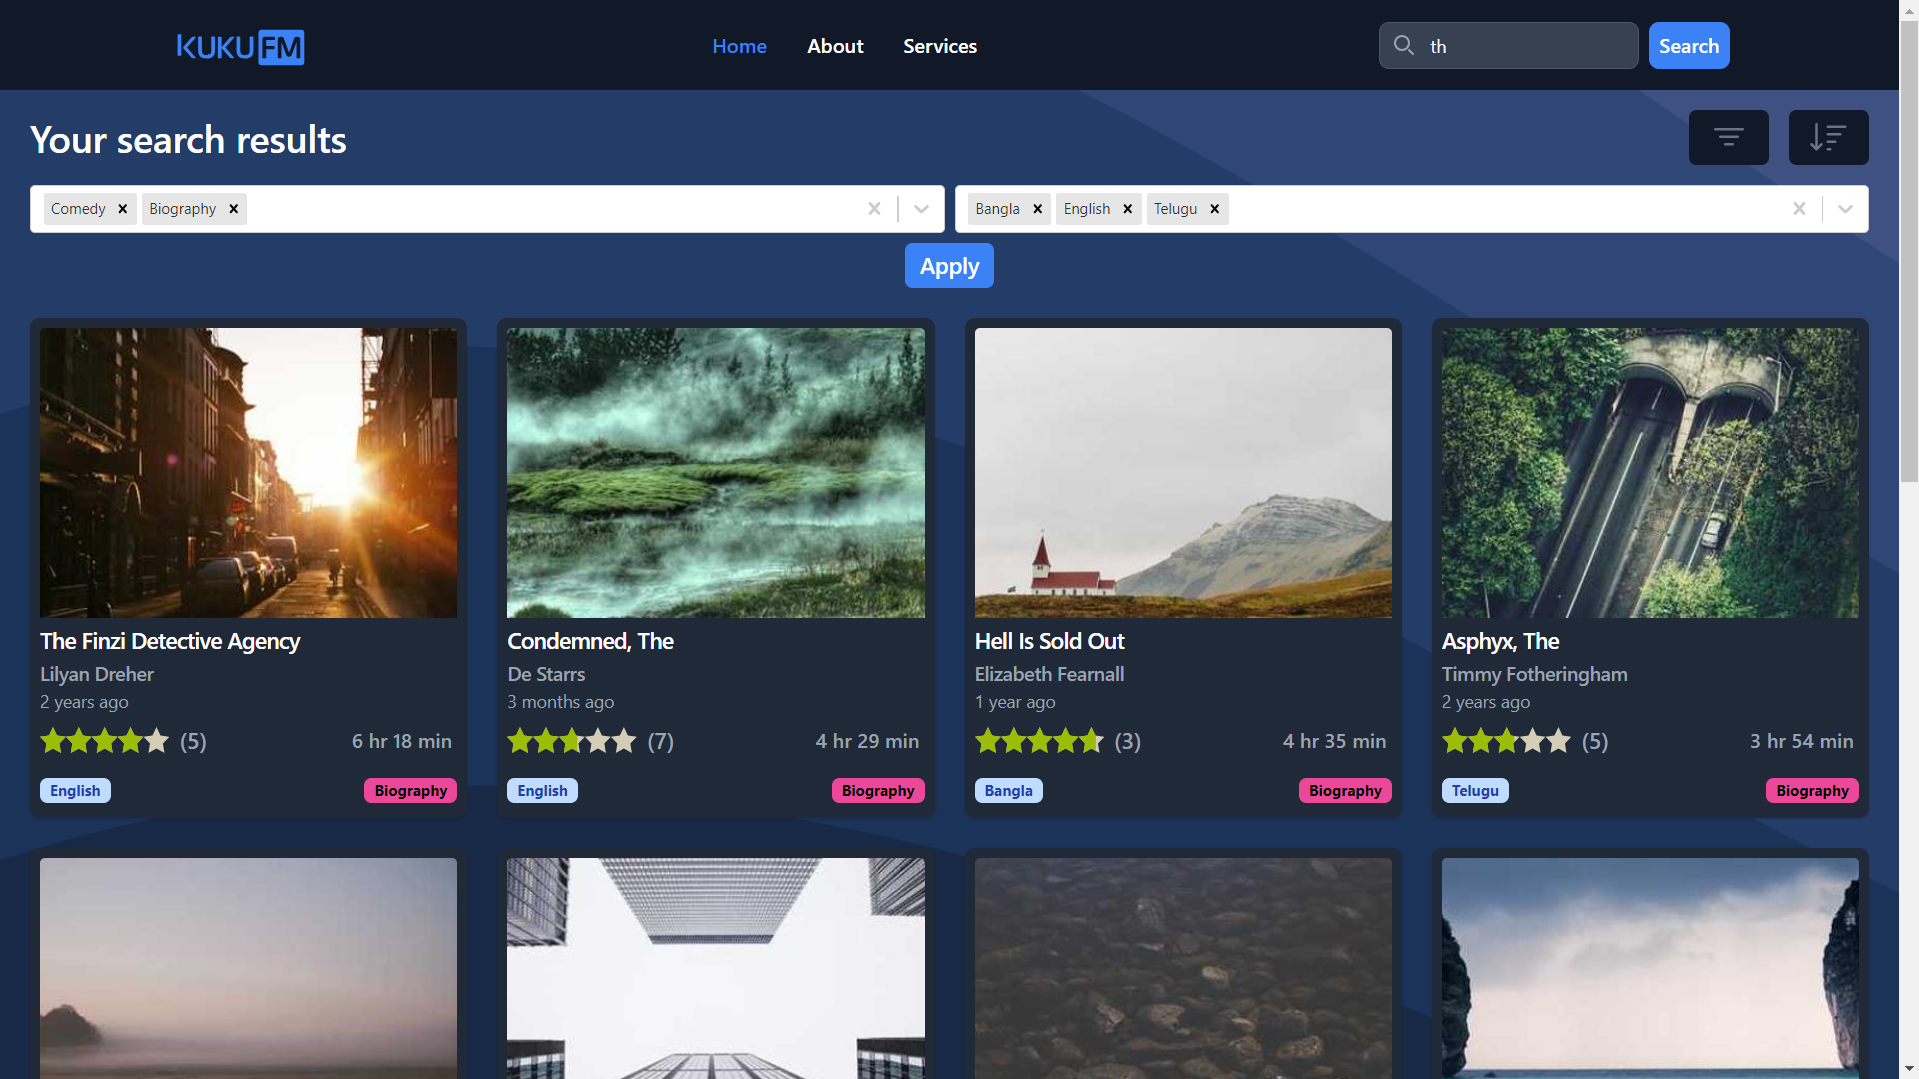 KUKU FM
Home About Services
th
Search
Your search results
Comedy Biography
Bangla English Telugu
Apply
The Finzi Detective Agency
Lilyan Dreher
2 years ago
(5) 6 hr 18 min
English Biography
Condemned, The
De Starrs
3 months ago
(7) 4 hr 29 min
English Biography
Hell Is Sold Out
Elizabeth Fearnall
1 year ago
(3) 4 hr 35 min
Bangla Biography
Asphyx, The
Timmy Fotheringham
2 years ago
(5) 3 hr 54 min
Telugu Biography